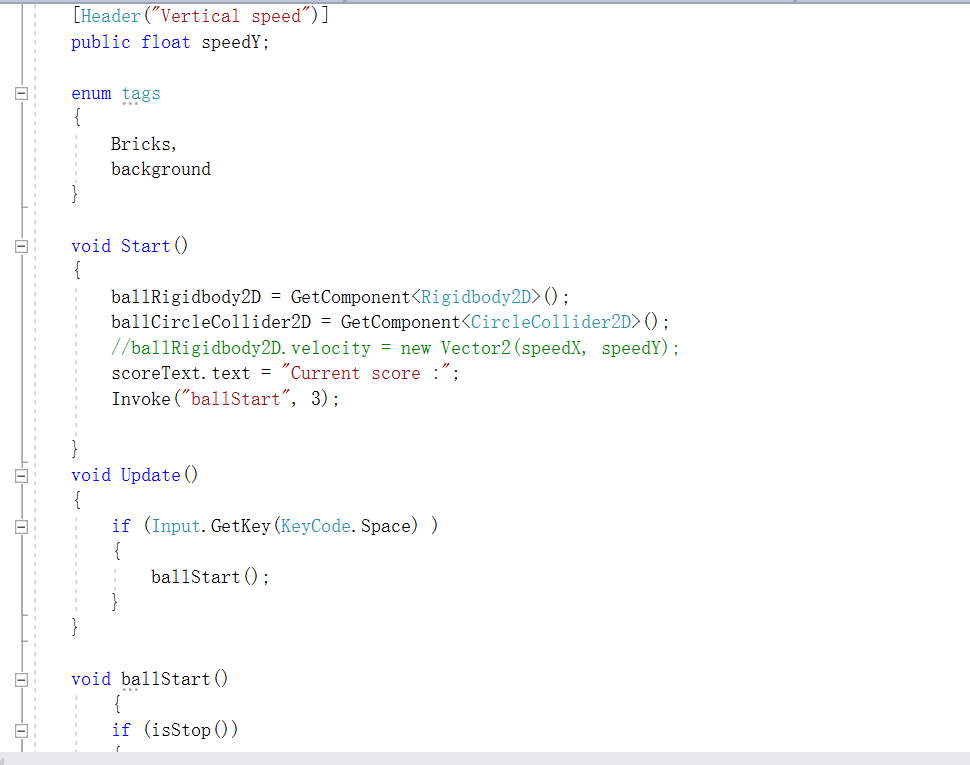 [Header("Vertical speed")]
public float speedY;
enum tags
{
Bricks,
background
}
void Start()
{
ballRigidbody2D = GetComponent<Rigidbody2D>();
ballCircleCollider2D = GetComponent<CircleCollider2D>();
//ballRigidbody2D.velocity = new Vector2(speedX, speedY);
scoreText.text = "Current score :";
Invoke("ballStart", 3);
}
void Update()
{
if (Input.GetKey(KeyCode.Space) )
{
ballStart();
}
}
void ballStart()
{
if (isStop())
{